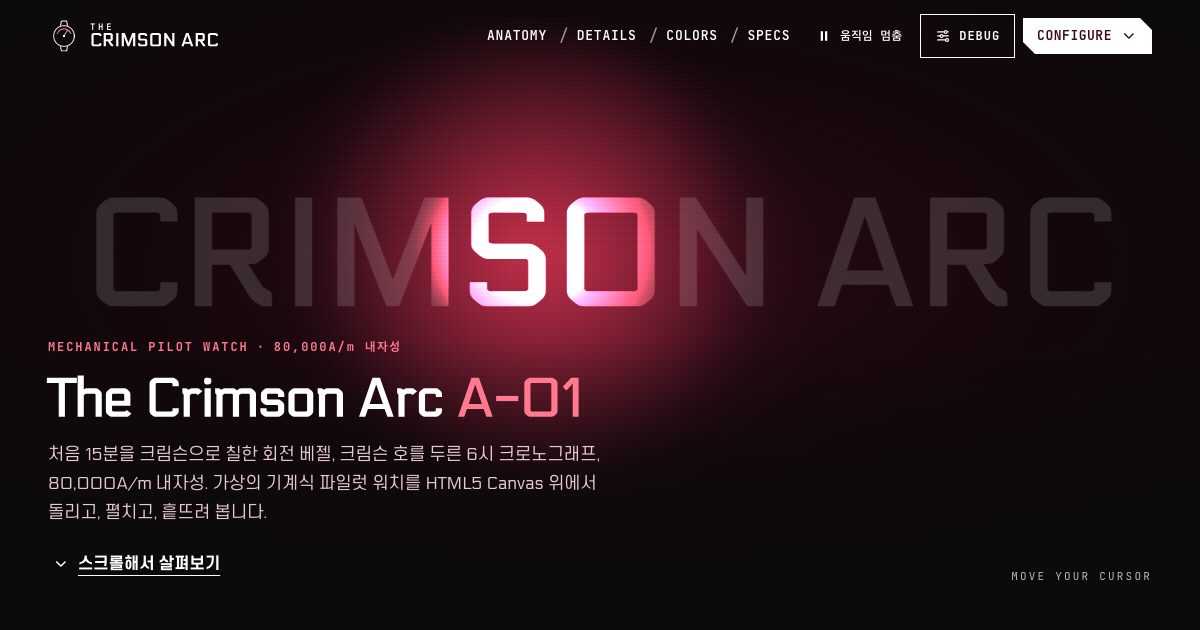 THE
CRIMSON ARC
ANATOMY / DETAILS / COLORS / SPECS
움직임 멈춤
DEBUG
CONFIGURE
CRIMSON ARC
MECHANICAL PILOT WATCH · 80,000A/m 내자성
The Crimson Arc A-01
처음 15분을 크림슨으로 칠한 회전 베젤, 크림슨 호를 두른 6시 크로노그래프,
80,000A/m 내자성. 가상의 기계식 파일럿 워치를 HTML5 Canvas 위에서
돌리고, 펼치고, 흩뜨려 봅니다.
스크롤해서 살펴보기
MOVE YOUR CURSOR